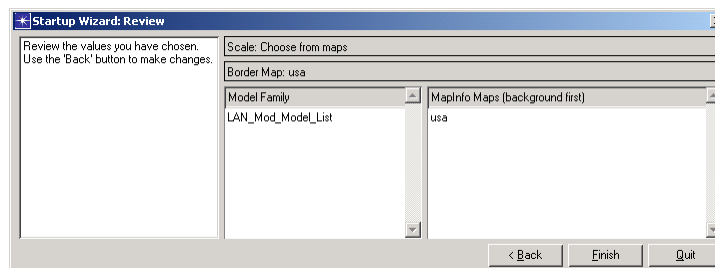 Startup Wizard: Review
Review the values you have chosen.
Use the 'Back' button to make changes.
Scale: Choose from maps
Border Map: usa
Model Family
LAN_Mod_Model_List
MapInfo Maps (background first)
usa
< Back
Finish
Quit